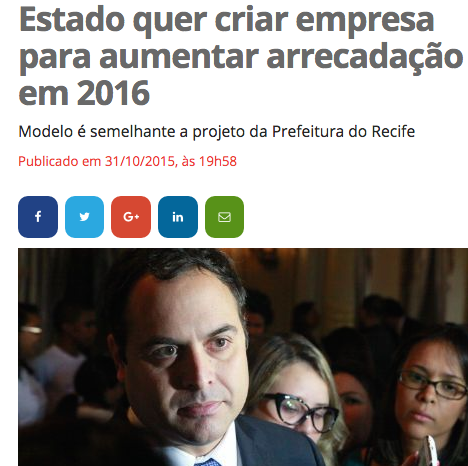 Estado quer criar empresa
para aumentar arrecadação
em 2016
Modelo é semelhante a projeto da Prefeitura do Recife
Publicado em 31/10/2015, às 19h58
f
G+
in